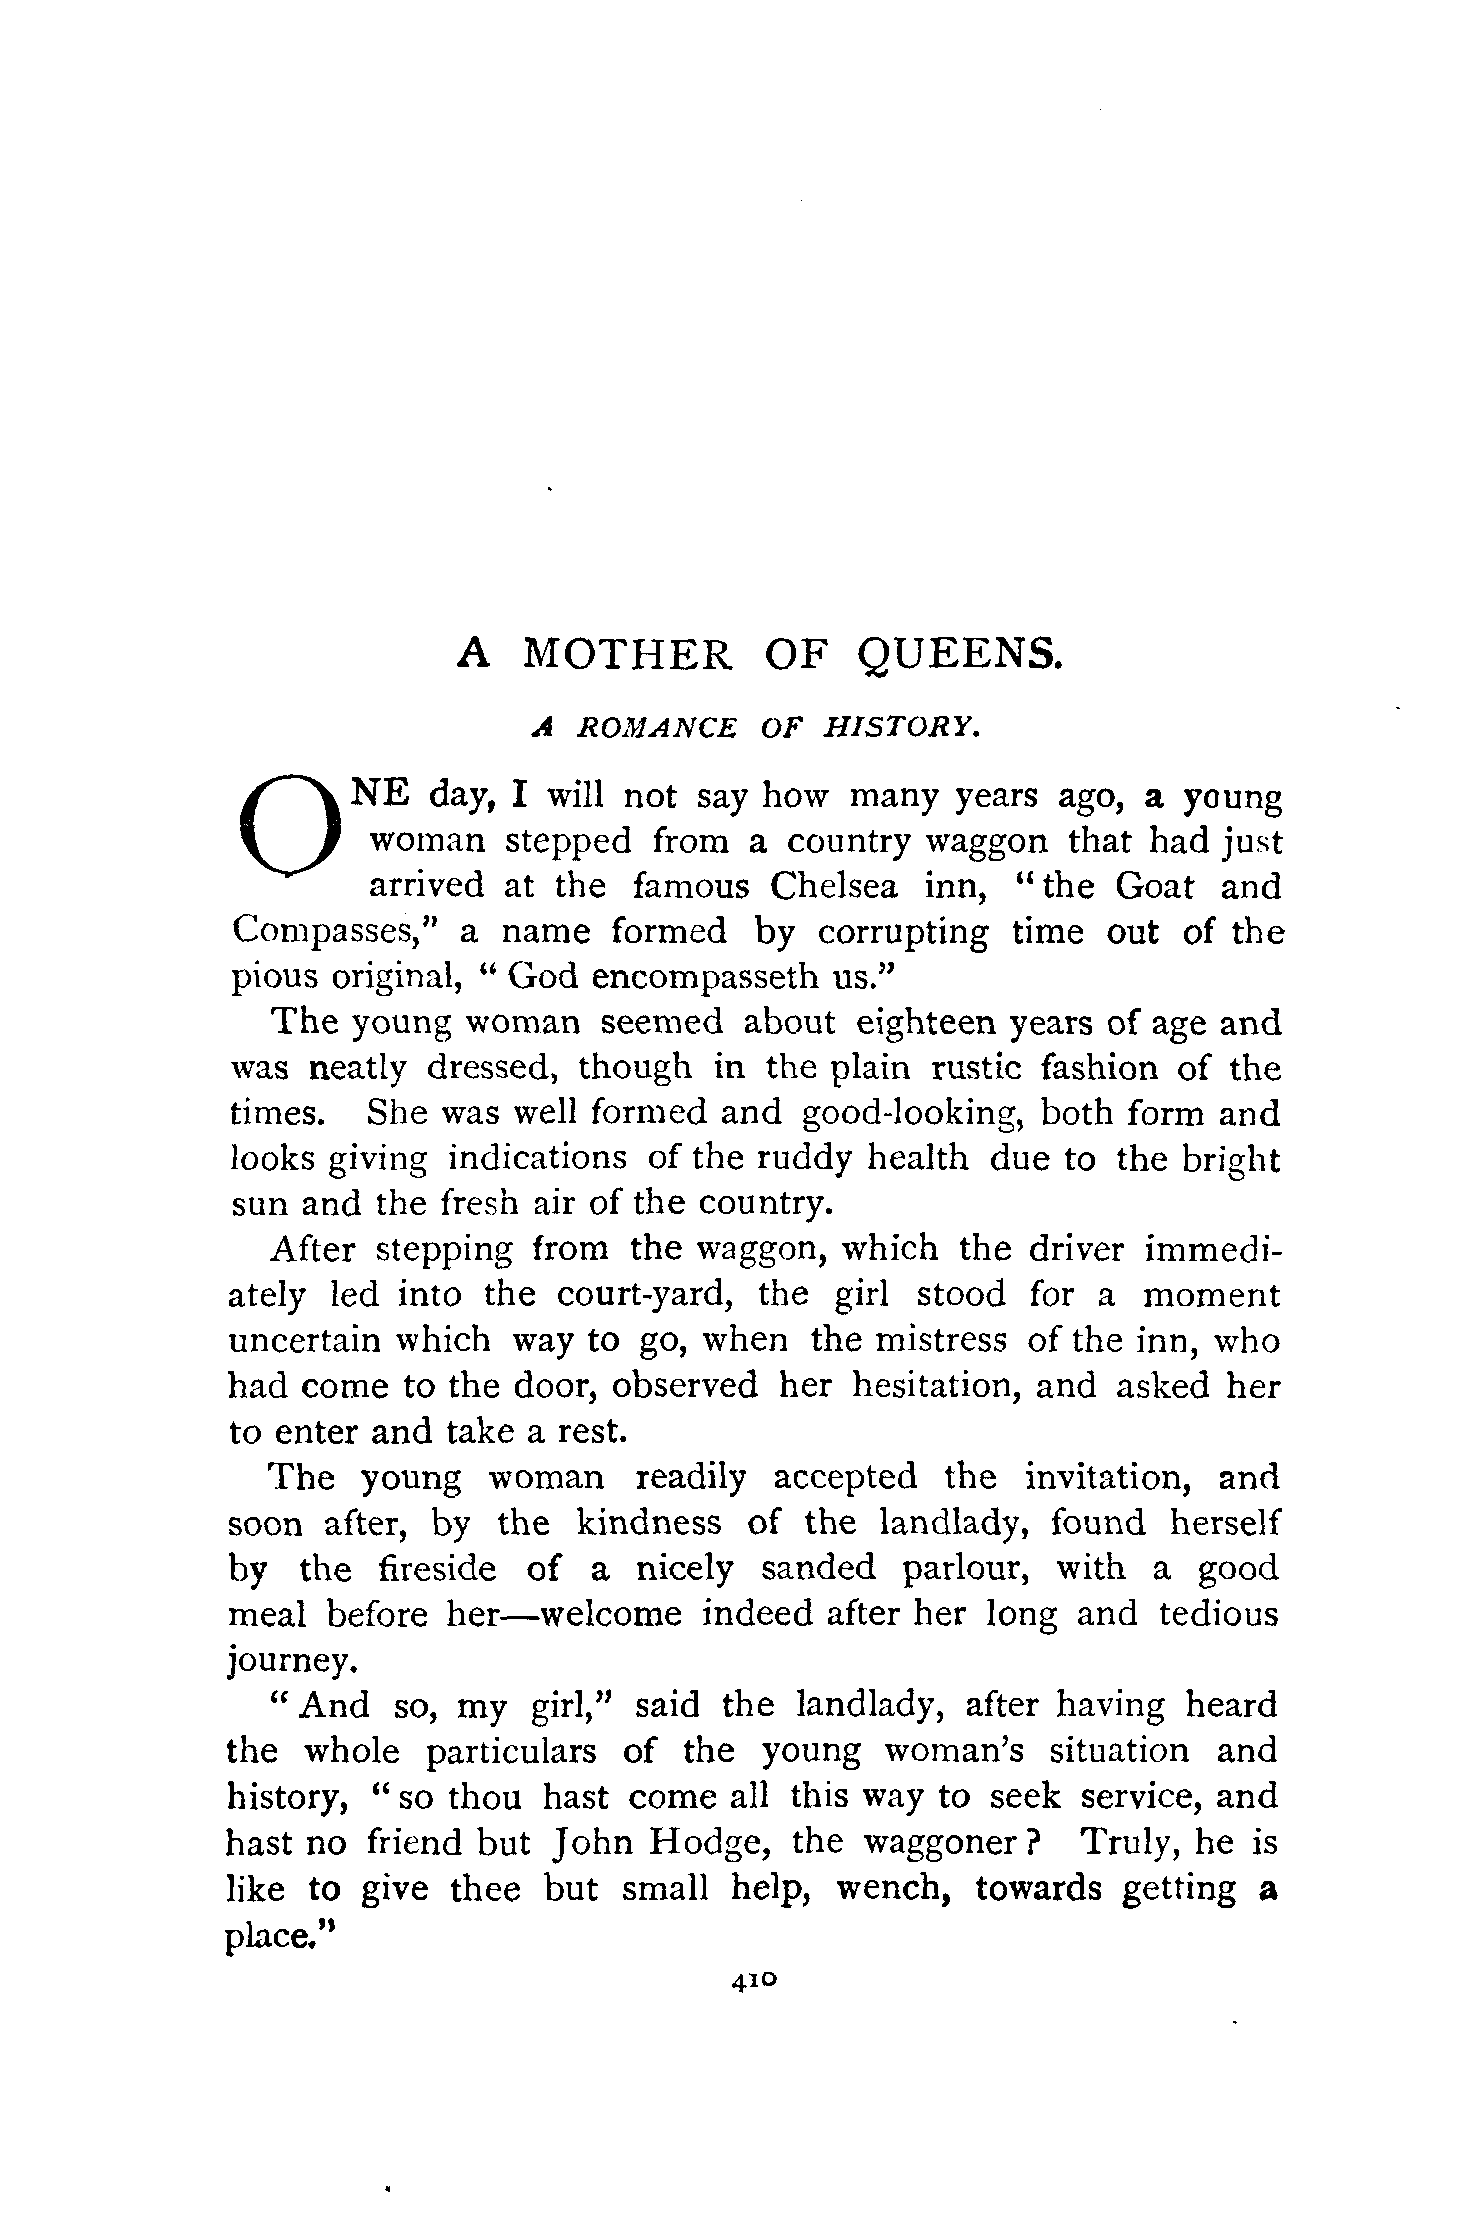 A MOTHER OF QUEENS.
A ROMANCE OF HISTORY.
ONE day, I will not say how many years ago, a young
woman stepped from a country waggon that had just
arrived at the famous Chelsea inn, “the Goat and
Compasses,” a name formed by corrupting time out of the
pious original, “God encompasseth us.”
The young woman seemed about eighteen years of age and
was neatly dressed, though in the plain rustic fashion of the
times. She was well formed and good-looking, both form and
looks giving indications of the ruddy health due to the bright
sun and the fresh air of the country.
After stepping from the waggon, which the driver immedi-
ately led into the court-yard, the girl stood for a moment
uncertain which way to go, when the mistress of the inn, who
had come to the door, observed her hesitation, and asked her
to enter and take a rest.
The young woman readily accepted the invitation, and
soon after, by the kindness of the landlady, found herself
by the fireside of a nicely sanded parlour, with a good
meal before her—welcome indeed after her long and tedious
journey.
“And so, my girl,” said the landlady, after having heard
the whole particulars of the young woman's situation and
history, “so thou hast come all this way to seek service, and
hast no friend but John Hodge, the waggoner? Truly, he is
like to give thee but small help, wench, towards getting a
place.”
410